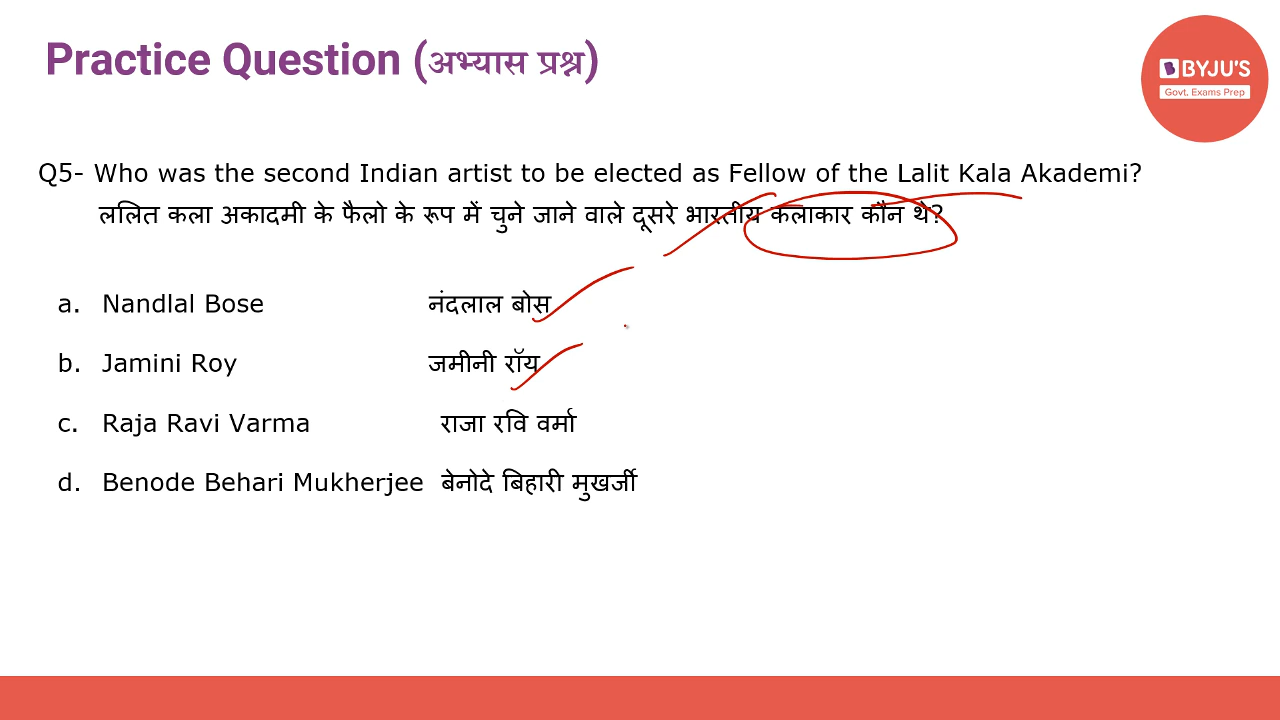 Practice Question (अभ्यास प्रश्न)
BYJU'S
Govt. Exams Prep
Q5- Who was the second Indian artist to be elected as Fellow of the Lalit Kala Akademi?
ललित कला अकादमी के फैलो के रूप में चुने जाने वाले दूसरे भारतीय कलाकार कौन थे?
a. Nandlal Bose नंदलाल बोस
b. Jamini Roy जमीनी रॉय
c. Raja Ravi Varma राजा रवि वर्मा
d. Benode Behari Mukherjee बेनोदे बिहारी मुखर्जी